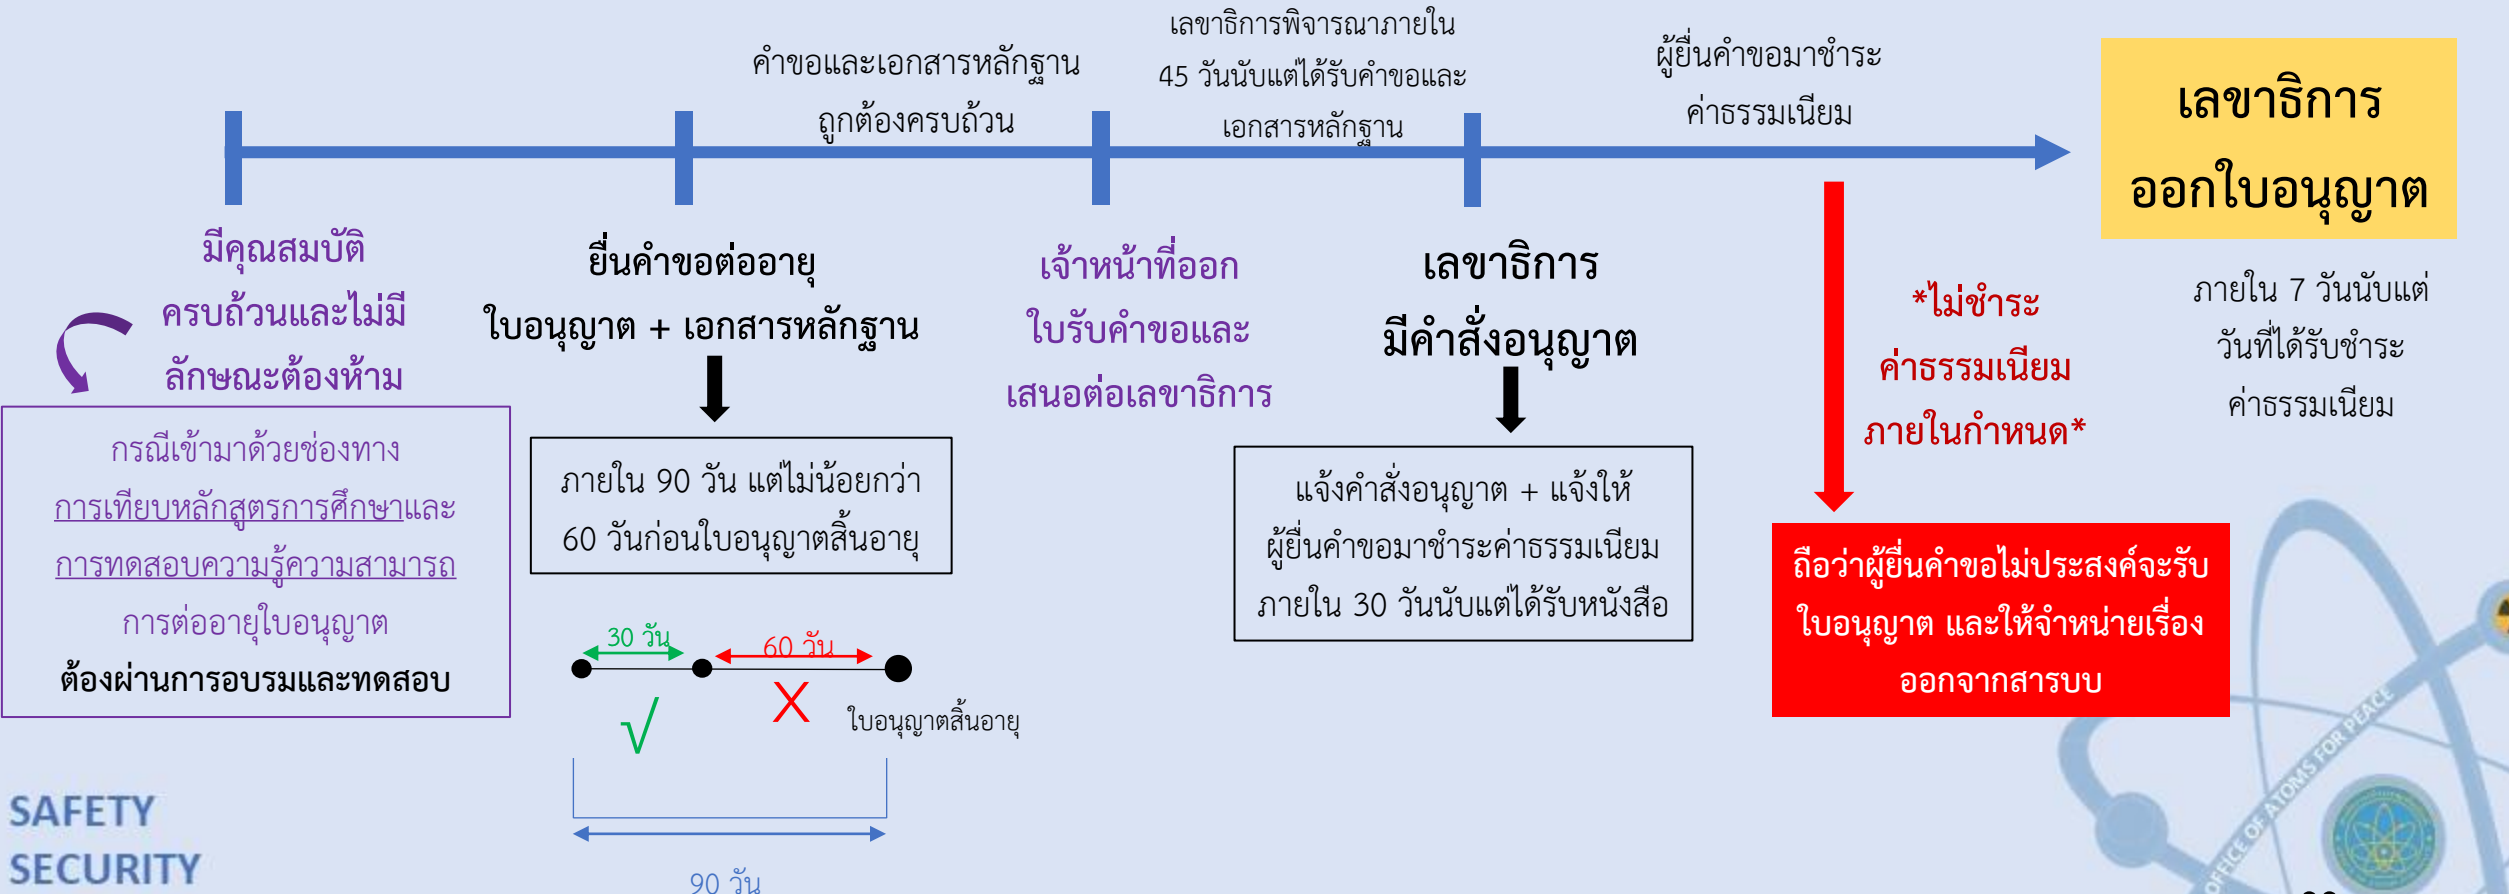 คำขอและเอกสารหลักฐาน
ถูกต้องครบถ้วน
เลขาธิการพิจารณาภายใน
45 วันนับแต่ได้รับคำขอและ
เอกสารหลักฐาน
ผู้ยื่นคำขอมาชำระ
ค่าธรรมเนียม
เลขาธิการ
ออกใบอนุญาต
ภายใน 7 วันนับแต่
วันที่ได้รับชำระ
ค่าธรรมเนียม
มีคุณสมบัติ
ครบถ้วนและไม่มี
ลักษณะต้องห้าม
กรณีเข้ามาด้วยช่องทาง
การเทียบหลักสูตรการศึกษาและ
การทดสอบความรู้ความสามารถ
การต่ออายุใบอนุญาต
ต้องผ่านการอบรมและทดสอบ
ยื่นคำขอต่ออายุ
ใบอนุญาต + เอกสารหลักฐาน
ภายใน 90 วัน แต่ไม่น้อยกว่า
60 วันก่อนใบอนุญาตสิ้นอายุ
30 วัน
60 วัน
√
X
ใบอนุญาตสิ้นอายุ
90 วัน
เจ้าหน้าที่ออก
ใบรับคำขอและ
เสนอต่อเลขาธิการ
เลขาธิการ
มีคำสั่งอนุญาต
แจ้งคำสั่งอนุญาต + แจ้งให้
ผู้ยื่นคำขอมาชำระค่าธรรมเนียม
ภายใน 30 วันนับแต่ได้รับหนังสือ
*ไม่ชำระ
ค่าธรรมเนียม
ภายในกำหนด*
ถือว่าผู้ยื่นคำขอไม่ประสงค์จะรับ
ใบอนุญาต และให้จำหน่ายเรื่อง
ออกจากสารบบ
SAFETY
SECURITY
OFFICE OF ATOMS FOR PEACE